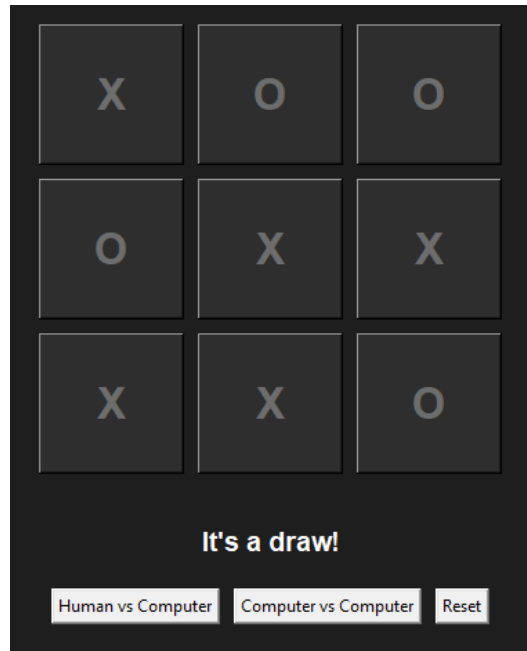 X O O
O X X
X X O
It's a draw!
Human vs Computer Computer vs Computer Reset